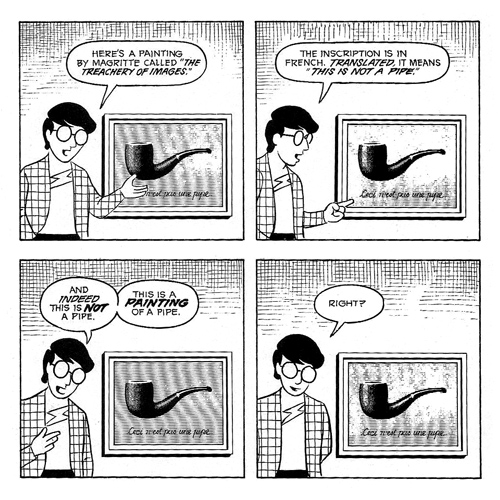 HERE'S A PAINTING
BY MAGRITTE CALLED "THE
TREACHERY OF IMAGES."
Ceci n'est pas une pipe.
THE INSCRIPTION IS IN
FRENCH. TRANSLATED, IT MEANS
"THIS IS NOT A PIPE."
Ceci n'est pas une pipe.
AND
INDEED
THIS IS NOT
A PIPE.
THIS IS A
PAINTING
OF A PIPE.
Ceci n'est pas une pipe.
RIGHT?
Ceci n'est pas une pipe.